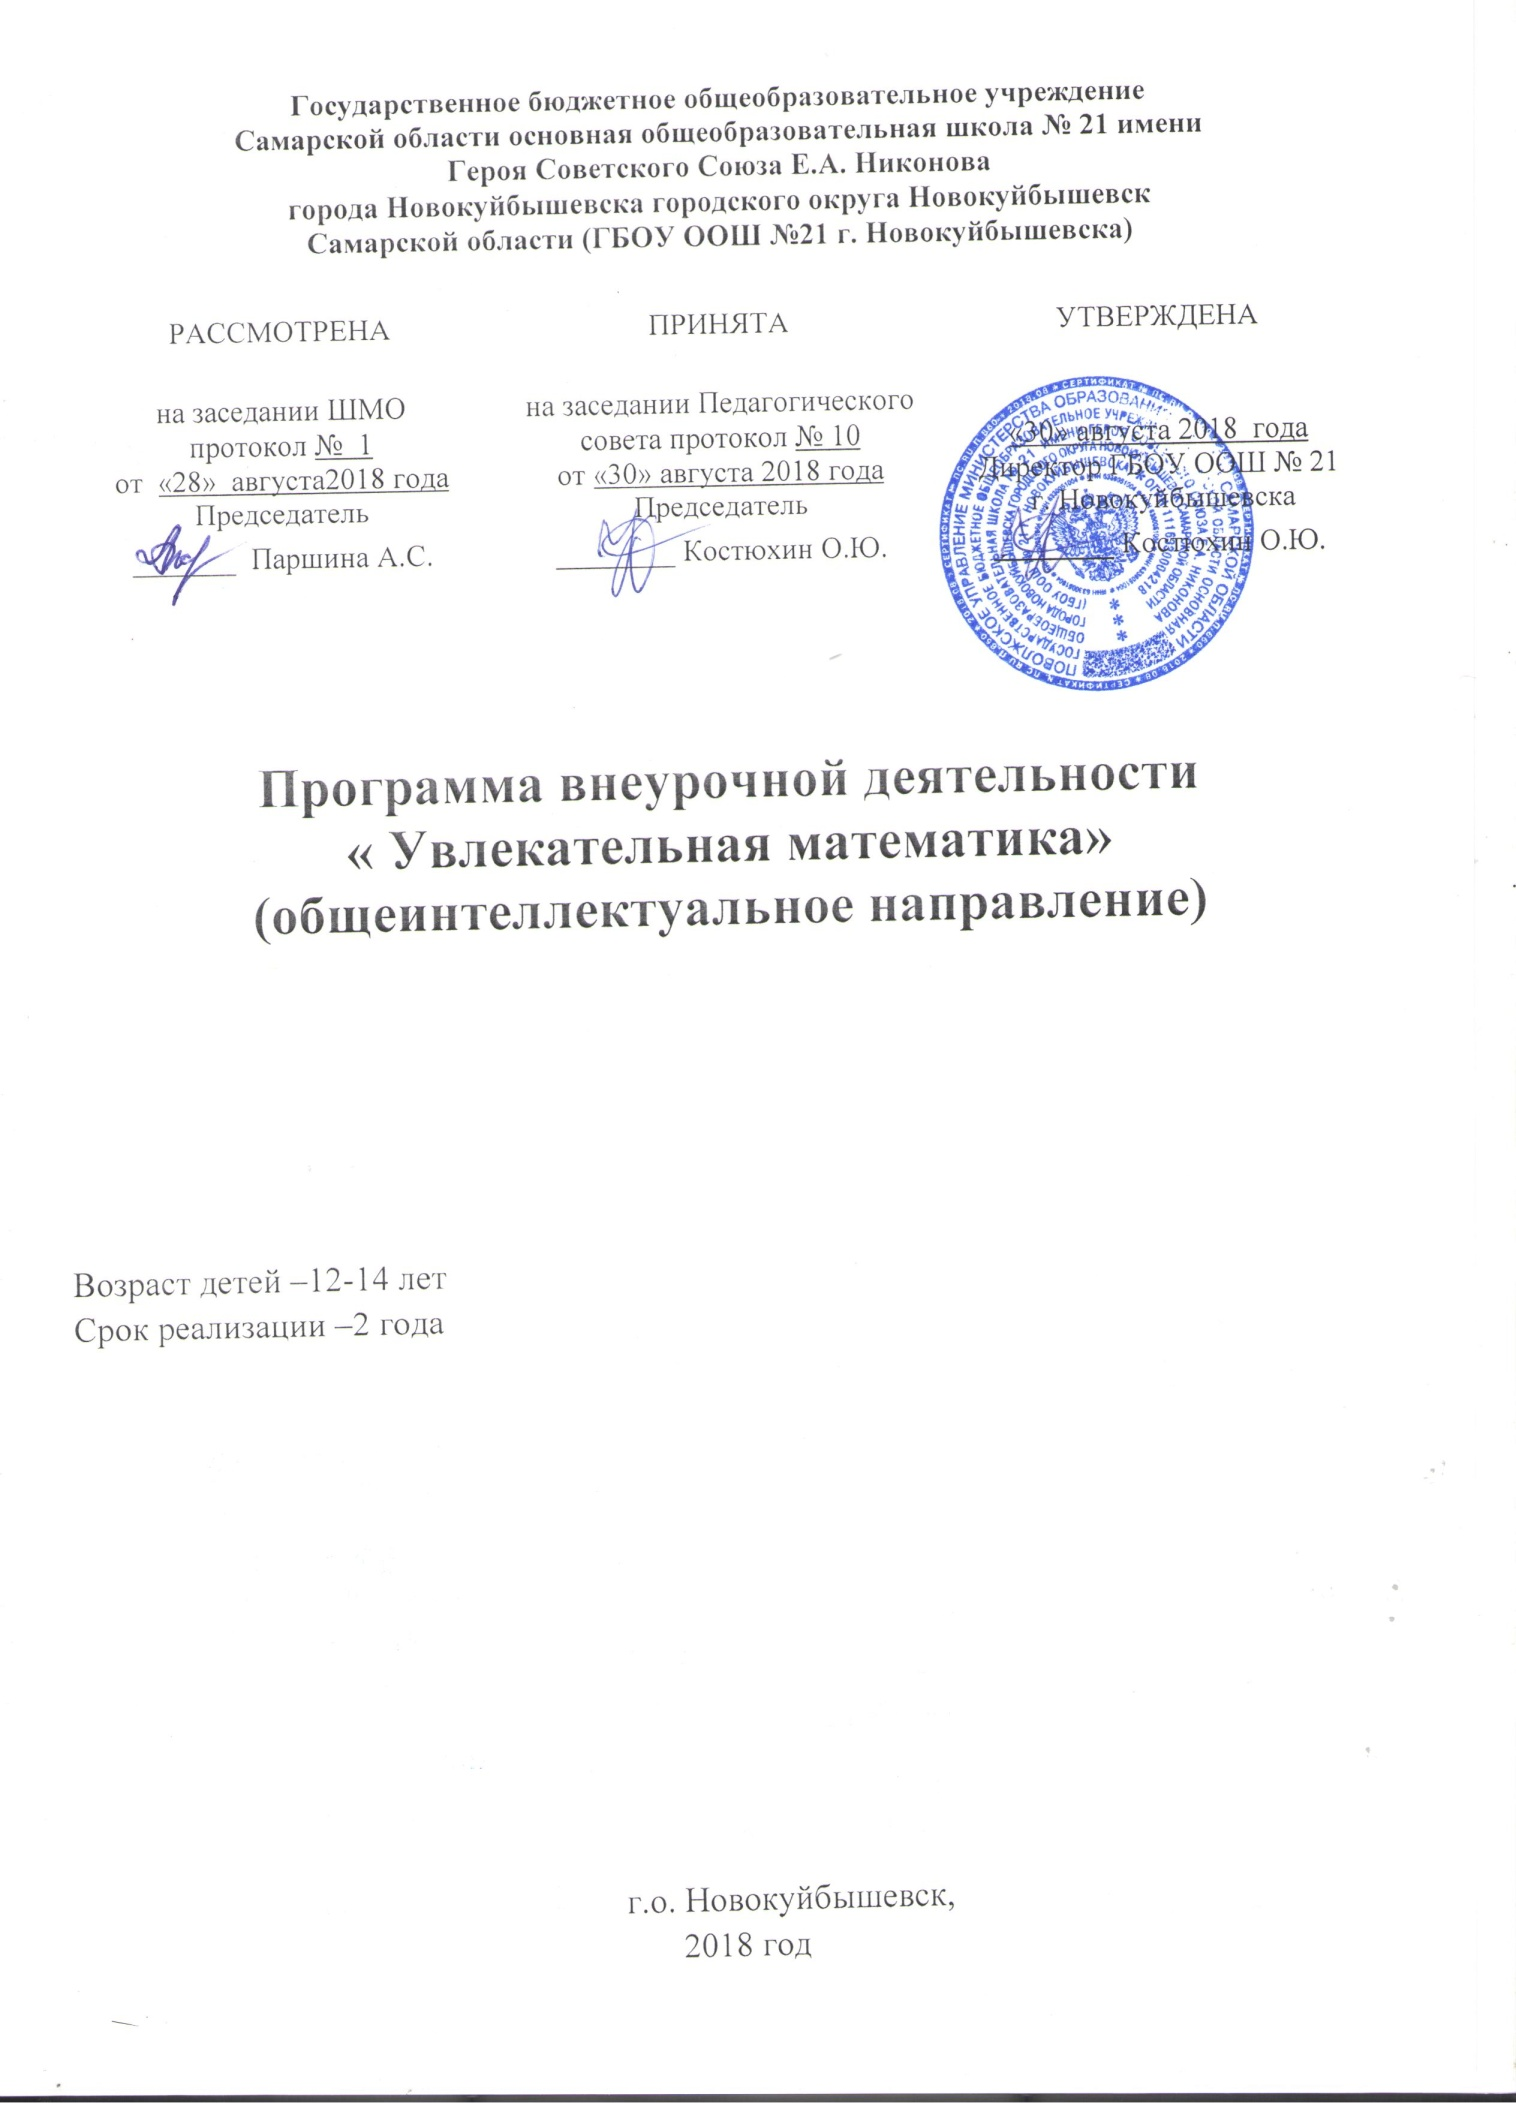 Государственное бюджетное общеобразовательное учреждение
Самарской области основная общеобразовательная школа № 21 имени
Героя Советского Союза Е.А. Никонова
города Новокуйбышевска городского округа Новокуйбышевск
Самарской области (ГБОУ ООШ №21 г. Новокуйбышевска)
РАССМОТРЕНА
на заседании ШМО
протокол № 1
от «28» августа2018 года
Председатель
Паршина А.С.
ПРИНЯТА
на заседании Педагогического
совета протокол № 10
от «30» августа 2018 года
Председатель
Костюхин О.Ю.
УТВЕРЖДЕНА
«30» августа 2018 года
Директор ГБОУ ООШ № 21
г. Новокуйбышевска
Костюхин О.Ю.
Программа внеурочной деятельности
« Увлекательная математика»
(общеинтеллектуальное направление)
Возраст детей –12-14 лет
Срок реализации –2 года
г.о. Новокуйбышевск,
2018 год